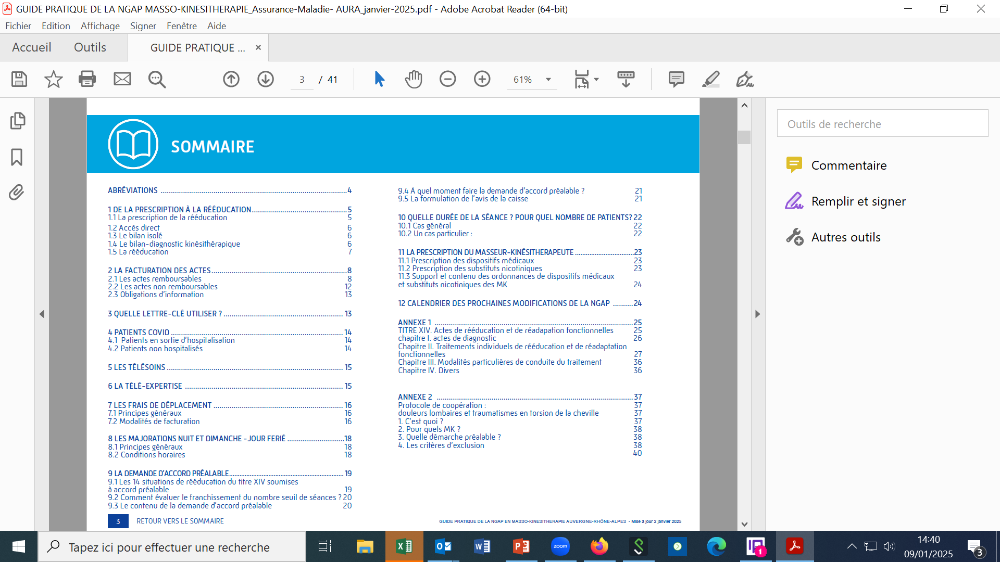 GUIDE PRATIQUE DE LA NGAP MASSO-KINESITHERAPIE_Assurance-Maladie- AURA_janvier-2025.pdf - Adobe Acrobat Reader (64-bit)
Fichier Edition Affichage Signer Fenêtre Aide
Accueil Outils GUIDE PRATIQUE ... ×
3 / 41 61%
Outils de recherche
Commentaire
Remplir et signer
Autres outils
SOMMAIRE
ABRÉVIATIONS ........................................................................................4
1 DE LA PRESCRIPTION À LA RÉÉDUCATION.............................................5
1.1 La prescription de la rééducation 5
1.2 Accès direct 6
1.3 Le bilan isolé 6
1.4 Le bilan-diagnostic kinésithérapique 6
1.5 La rééducation 7
2 LA FACTURATION DES ACTES................................................................8
2.1 Les actes remboursables 8
2.2 Les actes non remboursables 12
2.3 Obligations d'information 13
3 QUELLE LETTRE-CLÉ UTILISER ? ........................................................ 13
4 PATIENTS COVID ................................................................................. 14
4.1 Patients en sortie d'hospitalisation 14
4.2 Patients non hospitalisés 14
5 LES TÉLÉSOINS ................................................................................... 15
6 LA TÉLÉ-EXPERTISE .......................................................................... 15
7 LES FRAIS DE DÉPLACEMENT ............................................................. 16
7.1 Principes généraux 16
7.2 Modalités de facturation 16
8 LES MAJORATIONS NUIT ET DIMANCHE -JOUR FERIÉ ..............................18
8.1 Principes généraux 18
8.2 Conditions horaires 18
9 LA DEMANDE D'ACCORD PRÉALABLE......................................................................... 19
9.1 Les 14 situations de rééducation du titre XIV soumises
à accord préalable 19
9.2 Comment évaluer le franchissement du nombre seuil de séances ? 20
9.3 Le contenu de la demande d'accord préalable 20
9.4 À quel moment faire la demande d'accord préalable ? 21
9.5 La formulation de l'avis de la caisse 21
10 QUELLE DURÉE DE LA SÉANCE ? POUR QUEL NOMBRE DE PATIENTS? 22
10.1 Cas général 22
10.2 Un cas particulier : 22
11 LA PRESCRIPTION DU MASSEUR-KINÉSITHERAPEUTE ................................23
11.1 Prescription des dispositifs médicaux 23
11.2 Prescription des substituts nicotiniques 23
11.3 Support et contenu des ordonnances de dispositifs médicaux
et substituts nicotiniques des MK 24
12 CALENDRIER DES PROCHAINES MODIFICATIONS DE LA NGAP ..........24
ANNEXE 1 .............................................................................................25
TITRE XIV. Actes de rééducation et de réadapation fonctionnelles 25
chapitre I. actes de diagnostic 26
Chapitre II. Traitements individuels de rééducation et de réadaptation
fonctionnelles 27
Chapitre III. Modalités particulières de conduite du traitement 36
Chapitre IV. Divers 36
ANNEXE 2 .............................................................................................37
Protocole de coopération : 37
douleurs lombaires et traumatismes en torsion de la cheville 37
1. C'est quoi ? 37
2. Pour quels MK ? 38
3. Quelle démarche préalable ? 38
4. Les critères d'exclusion 38
40
3 RETOUR VERS LE SOMMAIRE
GUIDE PRATIQUE DE LA NGAP EN MASSO-KINESITHERAPIE AUVERGNE-RHÔNE-ALPES - Mise à jour 2 janvier 2025
Tapez ici pour effectuer une recherche
zoom
1
14:40
09/01/2025
3